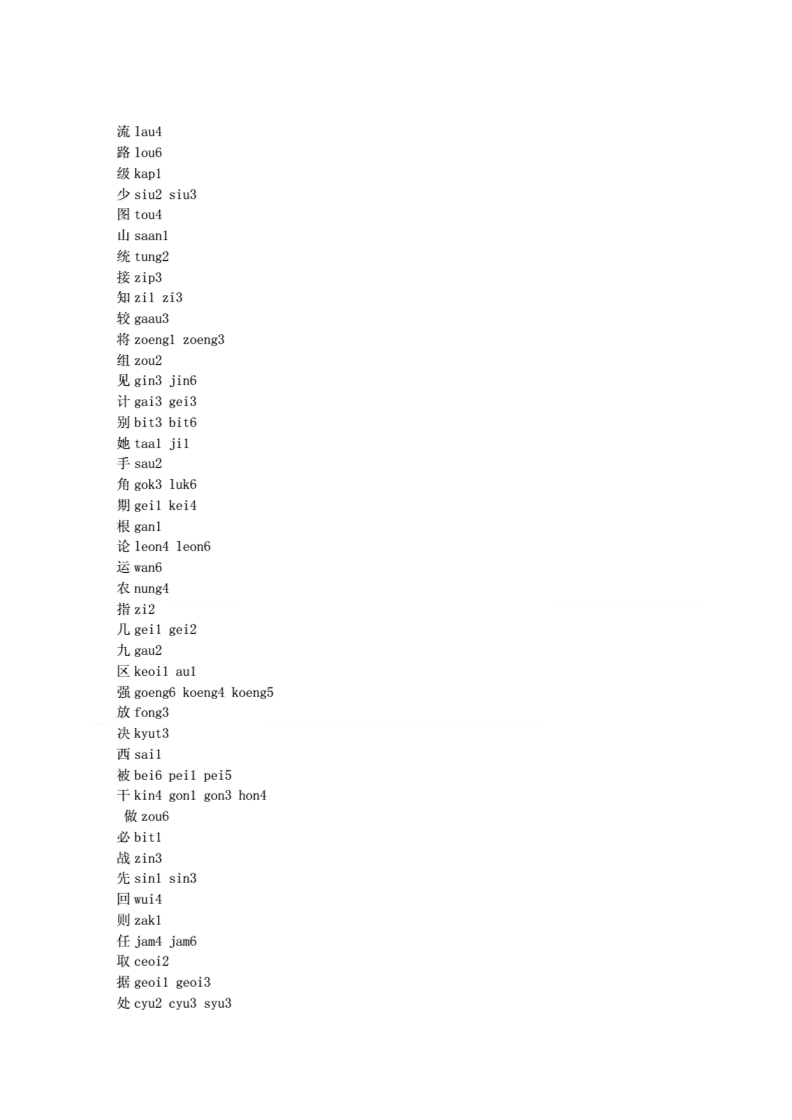 流 lau4
路 lou6
级 kap1
少 siu2 siu3
图 tou4
山 saan1
统 tung2
接 zip3
知 zi1 zi3
较 gaau3
将 zoeng1 zoeng3
组 zou2
见 gin3 jin6
计 gai3 gei3
别 bit3 bit6
她 taa1 ji1
手 sau2
角 gok3 luk6
期 gei1 kei4
根 gan1
论 leon4 leon6
运 wan6
农 nung4
指 zi2
几 gei1 gei2
九 gau2
区 keoi1 au1
强 goeng6 koeng4 koeng5
放 fong3
决 kyut3
西 sai1
被 bei6 pei1 pei5
干 kin4 gon1 gon3 hon4
做 zou6
必 bit1
战 zin3
先 sin1 sin3
回 wui4
则 zak1
任 jam4 jam6
取 ceoi2
据 geoi1 geoi3
处 cyu2 cyu3 syu3